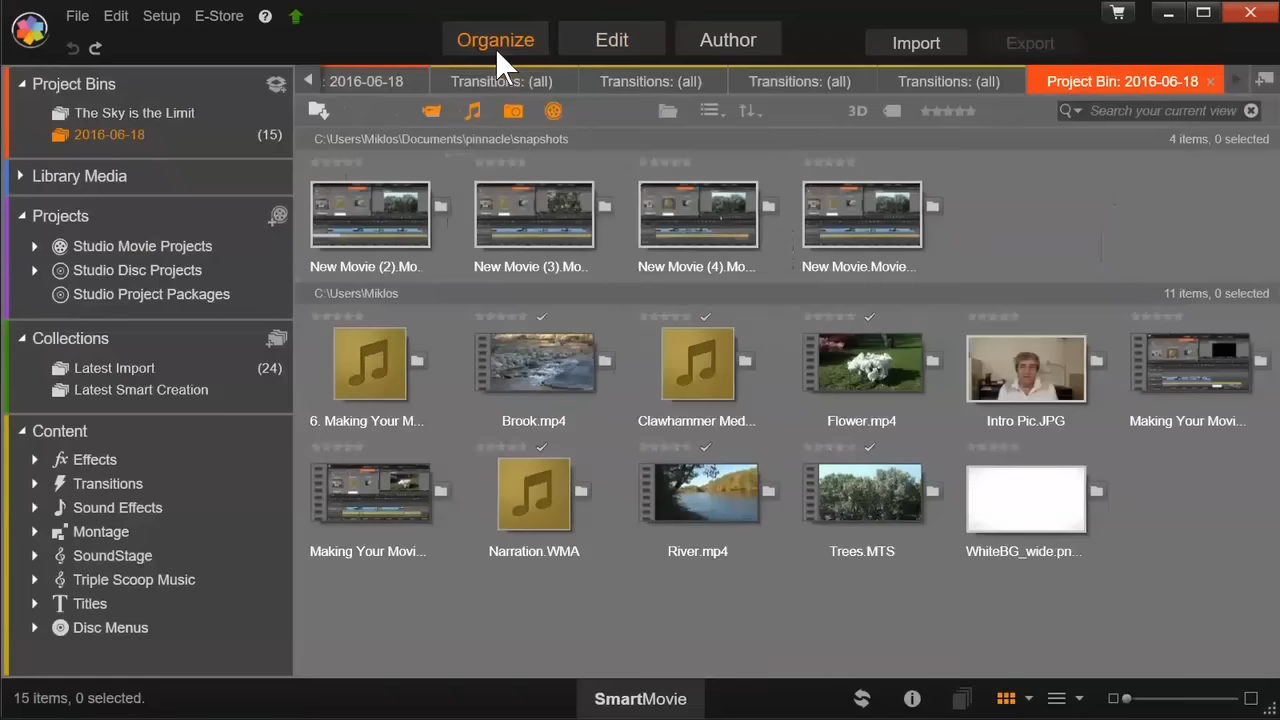 File Edit Setup E-Store ?
Organize Edit Author Import Export
Project Bins
The Sky is the Limit
2016-06-18 (15)
Library Media
Projects
Studio Movie Projects
Studio Disc Projects
Studio Project Packages
Collections
Latest Import (24)
Latest Smart Creation
Content
Effects
Transitions
Sound Effects
Montage
SoundStage
Triple Scoop Music
Titles
Disc Menus
: 2016-06-18 Transitions: (all) Transitions: (all) Transitions: (all) Transitions: (all) Project Bin: 2016-06-18 ×
3D Search your current view
C:\Users\Miklos\Documents\pinnacle\snapshots 4 items, 0 selected
New Movie (2).Mo.. New Movie (3).Mo.. New Movie (4).Mo... New Movie.Movie...
C:\Users\Miklos 11 items, 0 selected
6. Making Your M... Brook.mp4 Clawhammer Med... Flower.mp4 Intro Pic.JPG Making Your Movi...
Making Your Movi... Narration.WMA River.mp4 Trees.MTS WhiteBG_wide.pn...
15 items, 0 selected. SmartMovie